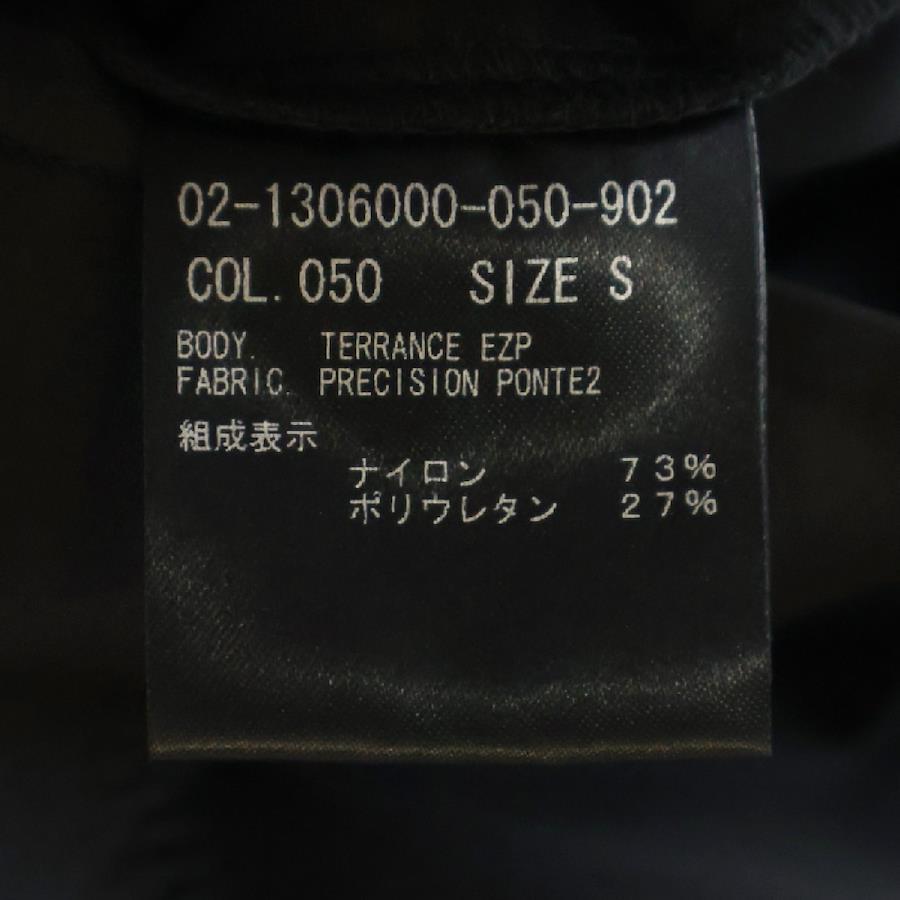 02-1306000-050-902
COL. 050 SIZE S
BODY. TERRANCE EZP
FABRIC. PRECISION PONTE2
組成表示
ナイロン 73%
ポリウレタン 27%